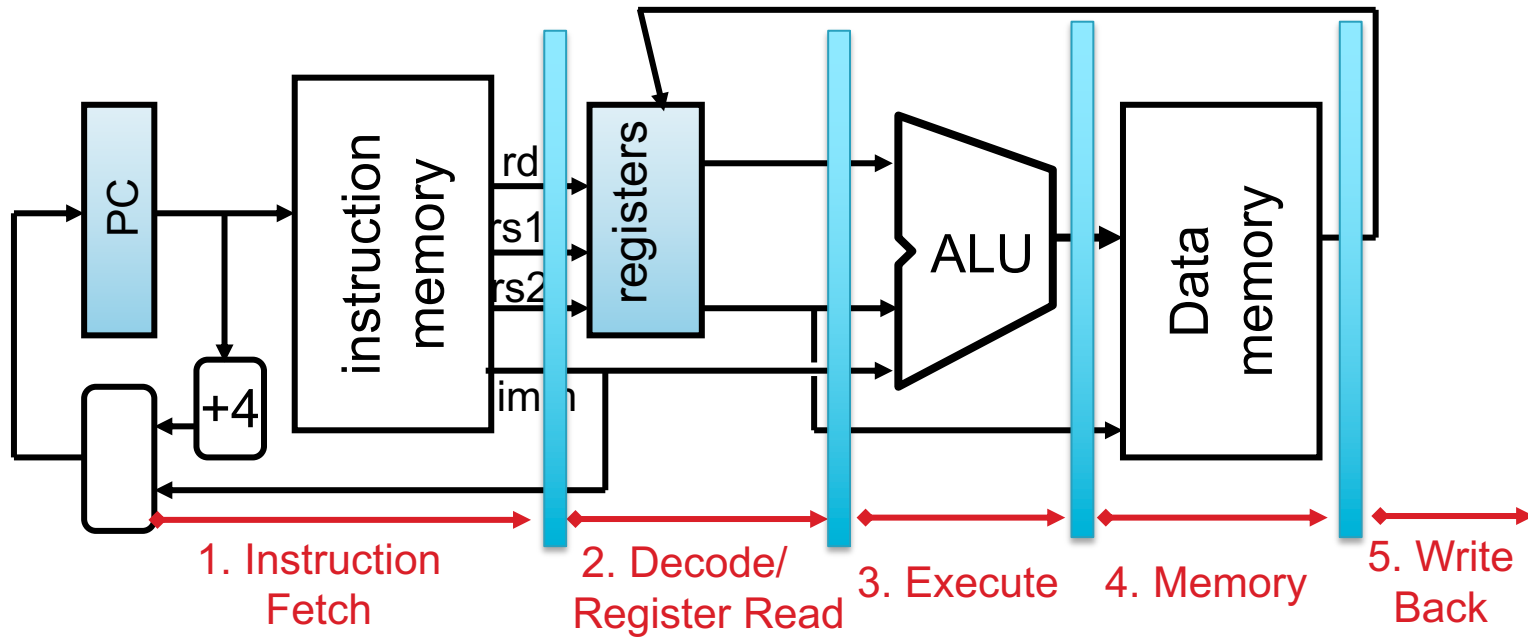 PC
+4
instruction
memory
rd
rs1
rs2
imm
registers
ALU
Data
memory
1. Instruction
Fetch
2. Decode/
Register Read
3. Execute
4. Memory
5. Write
Back